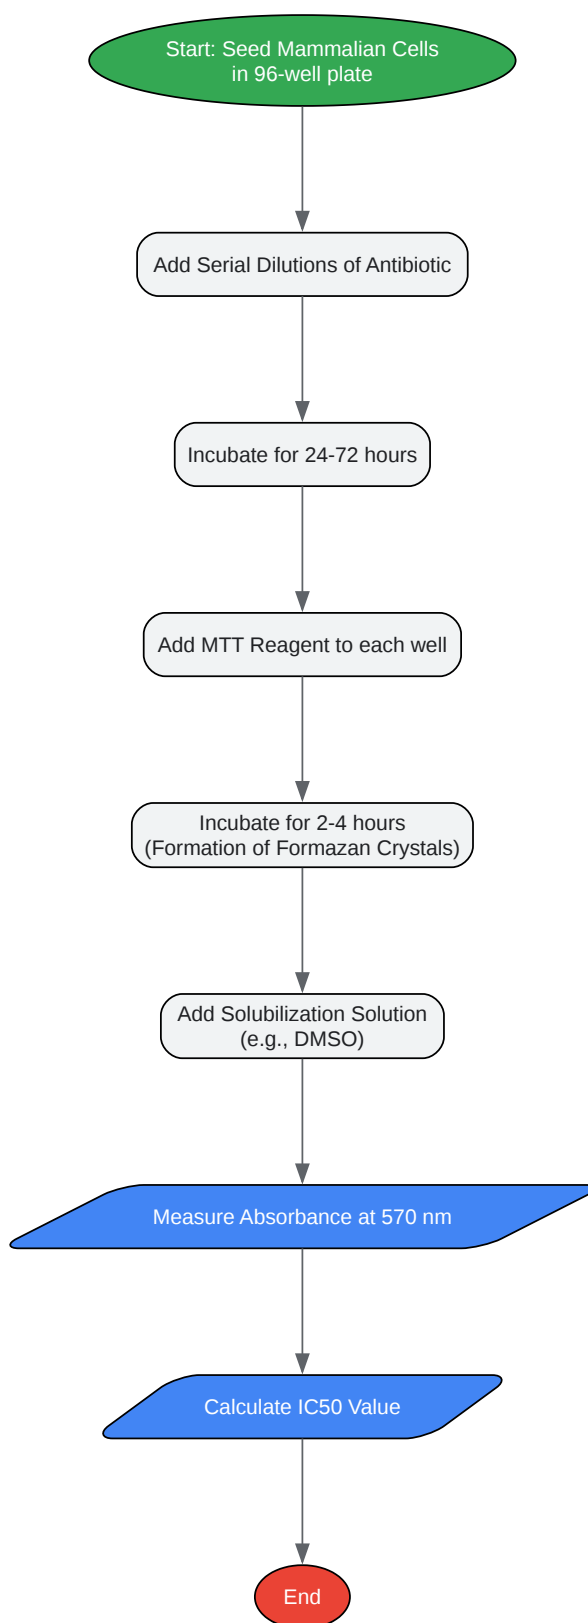 Start: Seed Mammalian Cells
in 96-well plate
Add Serial Dilutions of Antibiotic
Incubate for 24-72 hours
Add MTT Reagent to each well
Incubate for 2-4 hours
(Formation of Formazan Crystals)
Add Solubilization Solution
(e.g., DMSO)
Measure Absorbance at 570 nm
Calculate IC50 Value
End